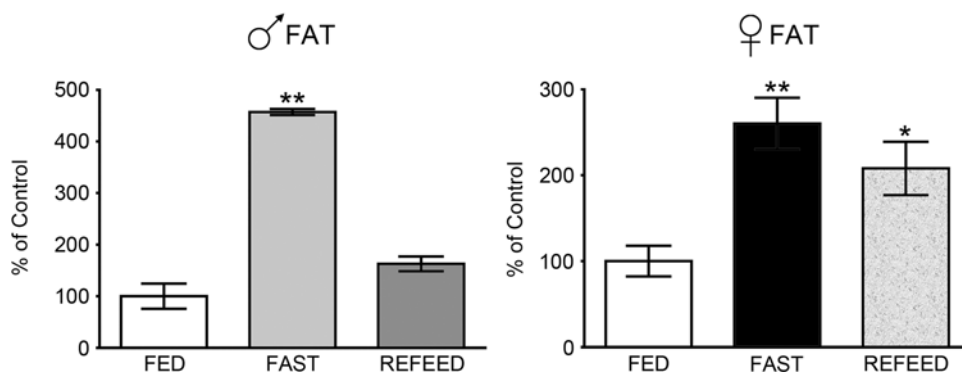 ♂ FAT
% of Control
500
400
300
200
100
0
**
FED
FAST
REFEED
♀ FAT
% of Control
300
200
100
0
**
*
FED
FAST
REFEED